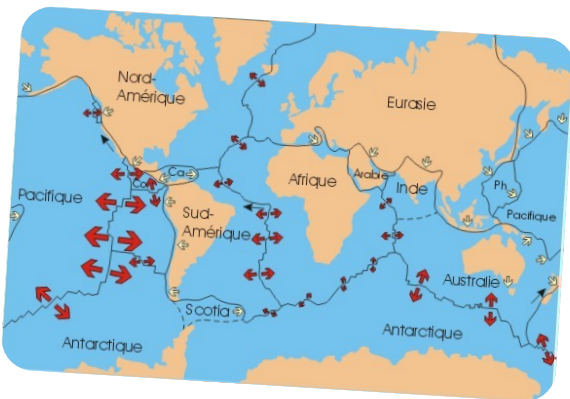 Nord-
Amérique
Eurasie
Ca
Co
Afrique
Arabie
Inde
Ph
Pacifique
Pacifique
Sud-
Amérique
Australie
Scotia
Antarctique
Antarctique